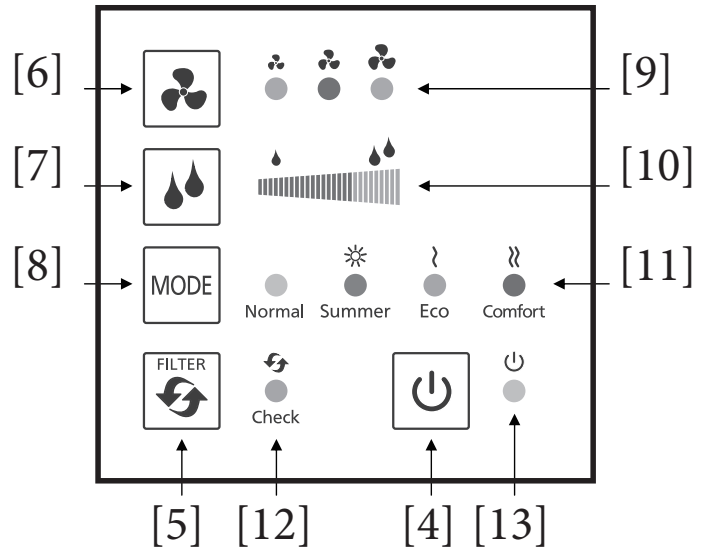 [6] [9]
[7] [10]
[8] MODE [11]
Normal Summer Eco Comfort
FILTER
Check
[5] [12] [4] [13]